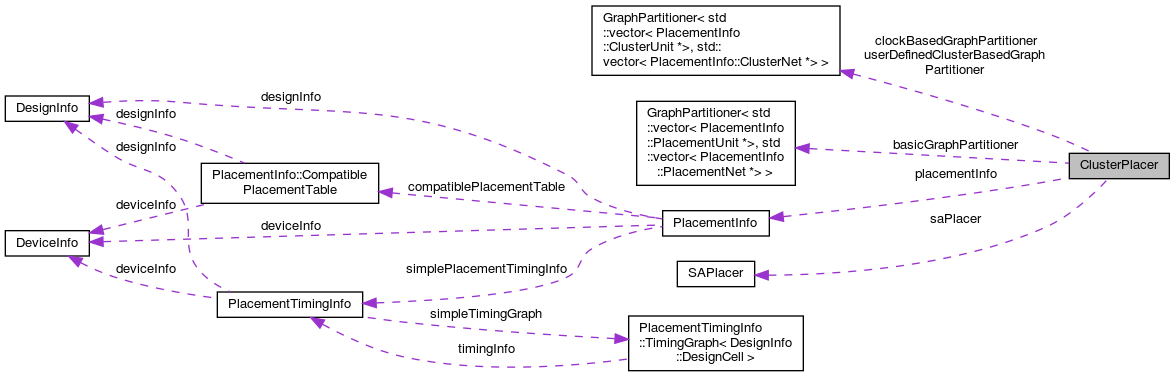 GraphPartitioner< std
::vector< PlacementInfo
::ClusterUnit *>, std::
vector< PlacementInfo::ClusterNet *> >
clockBasedGraphPartitioner
userDefinedClusterBasedGraph
Partitioner
DesignInfo
designInfo
designInfo
designInfo
GraphPartitioner< std
::vector< PlacementInfo
::PlacementUnit *>, std
::vector< PlacementInfo
::PlacementNet *> >
basicGraphPartitioner
ClusterPlacer
PlacementInfo::Compatible
PlacementTable
compatiblePlacementTable
placementInfo
deviceInfo
deviceInfo
PlacementInfo
saPlacer
DeviceInfo
deviceInfo
simplePlacementTimingInfo
SAPlacer
PlacementTimingInfo
simpleTimingGraph
timingInfo
PlacementTimingInfo
::TimingGraph< DesignInfo
::DesignCell >